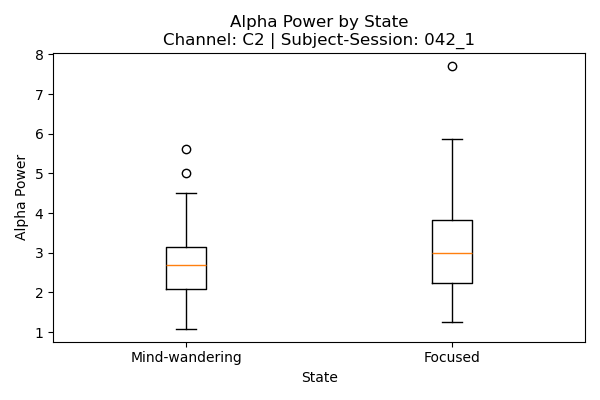 Alpha Power by State
Channel: C2 | Subject-Session: 042_1
8
7
6
5
4
3
2
1
Alpha Power
Mind-wandering
Focused
State